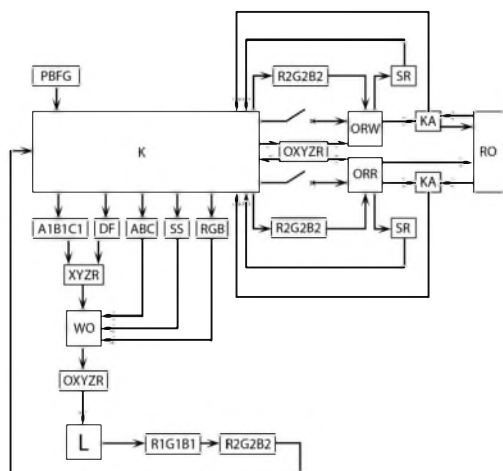 PBFG
R2G2B2
SR
K
ORW
KA
OXYZR
RO
ORR
KA
A1B1C1
DF
ABC
SS
RGB
R2G2B2
SR
XYZR
WO
OXYZR
L
R1G1B1
R2G2B2